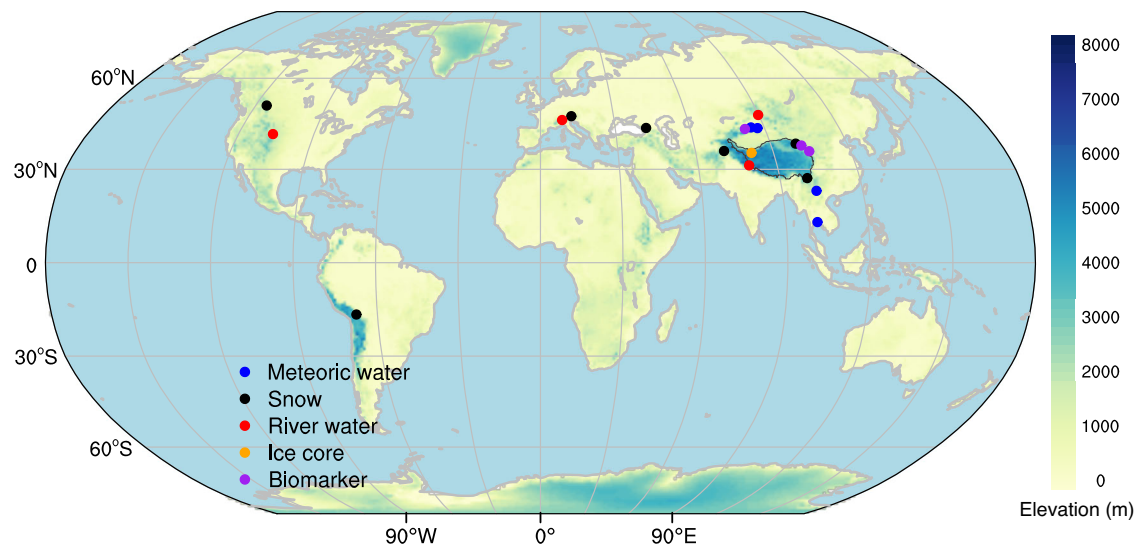 60°N
30°N
0
30°S
60°S
Meteoric water
Snow
River water
Ice core
Biomarker
90°W
0°
90°E
8000
7000
6000
5000
4000
3000
2000
1000
0
Elevation (m)